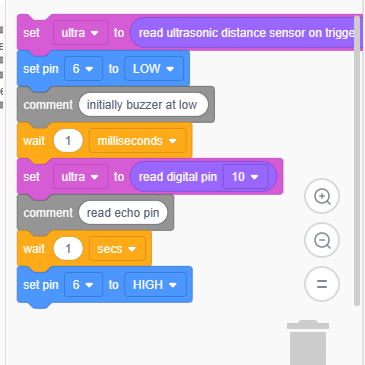 set ultra to read ultrasonic distance sensor on trigge
set pin 6 to LOW
comment initially buzzer at low
wait 1 milliseconds
set ultra to read digital pin 10
comment read echo pin
wait 1 secs
set pin 6 to HIGH
=